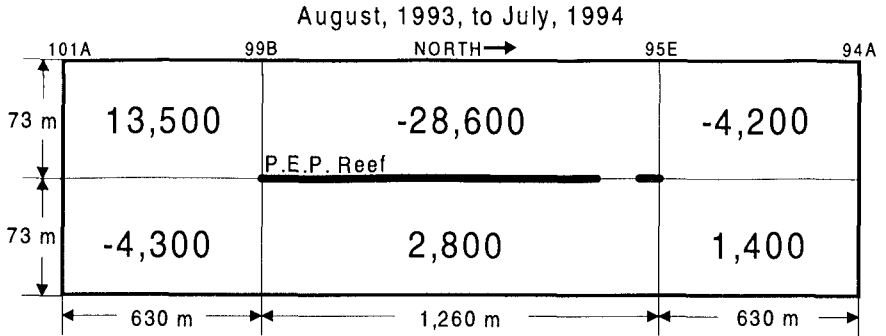 August, 1993, to July, 1994
101A 99B NORTH 95E 94A
73 m 13,500 -28,600 -4,200
P.E.P. Reef
73 m -4,300 2,800 1,400
630 m 1,260 m 630 m